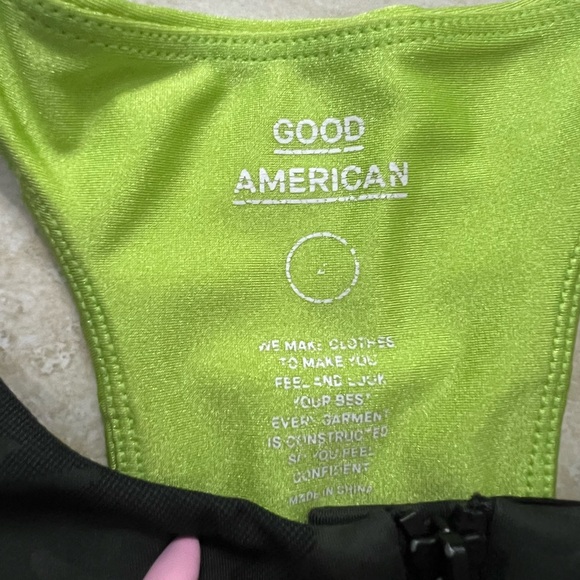 GOOD
AMERICAN
WE MAKE CLOTHES
TO MAKE YOU
FEEL AND LOOK
YOUR BEST
EVERY GARMENT
IS CONSTRUCTED
SO YOU FEEL
CONFIDENT
MADE IN CHINA